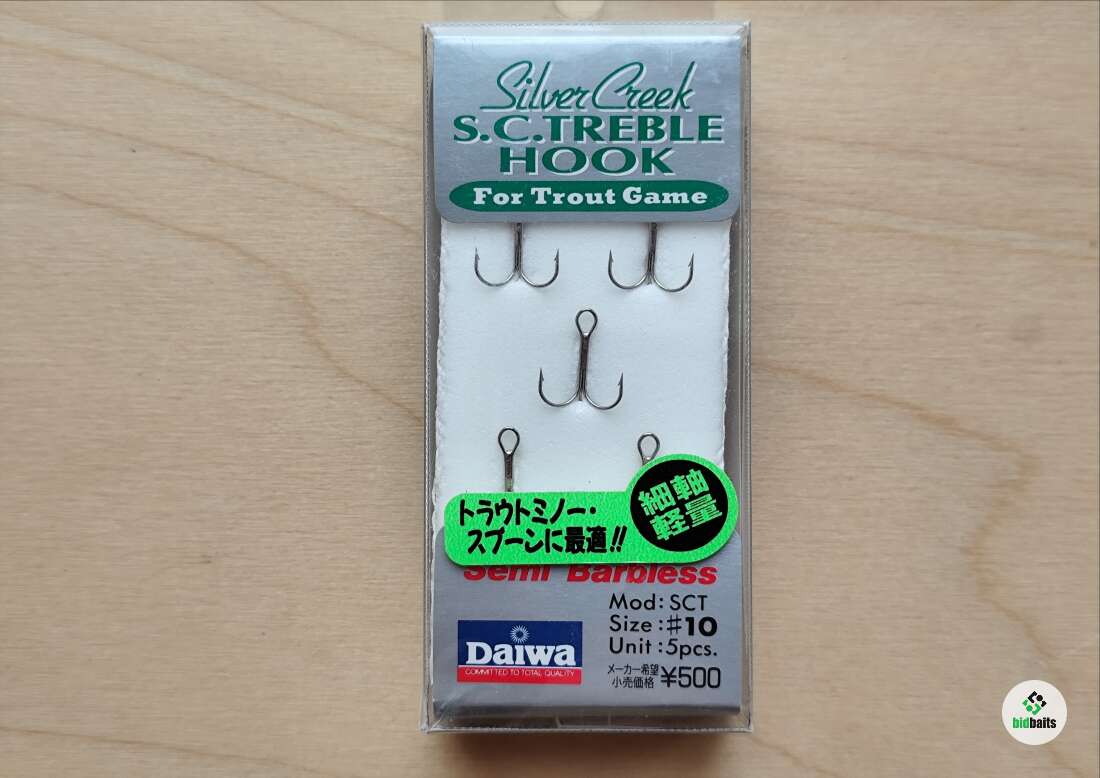 Silver Creek
S.C.TREBLE
HOOK
For Trout Game
細軸
軽量
トラウトミノー・
スプーンに最適!!
Semi Barbless
Mod: SCT
Size : #10
Unit : 5pcs.
メーカー希望
小売価格 ¥500
Daiwa
COMMITTED TO TOTAL QUALITY
bidbaits